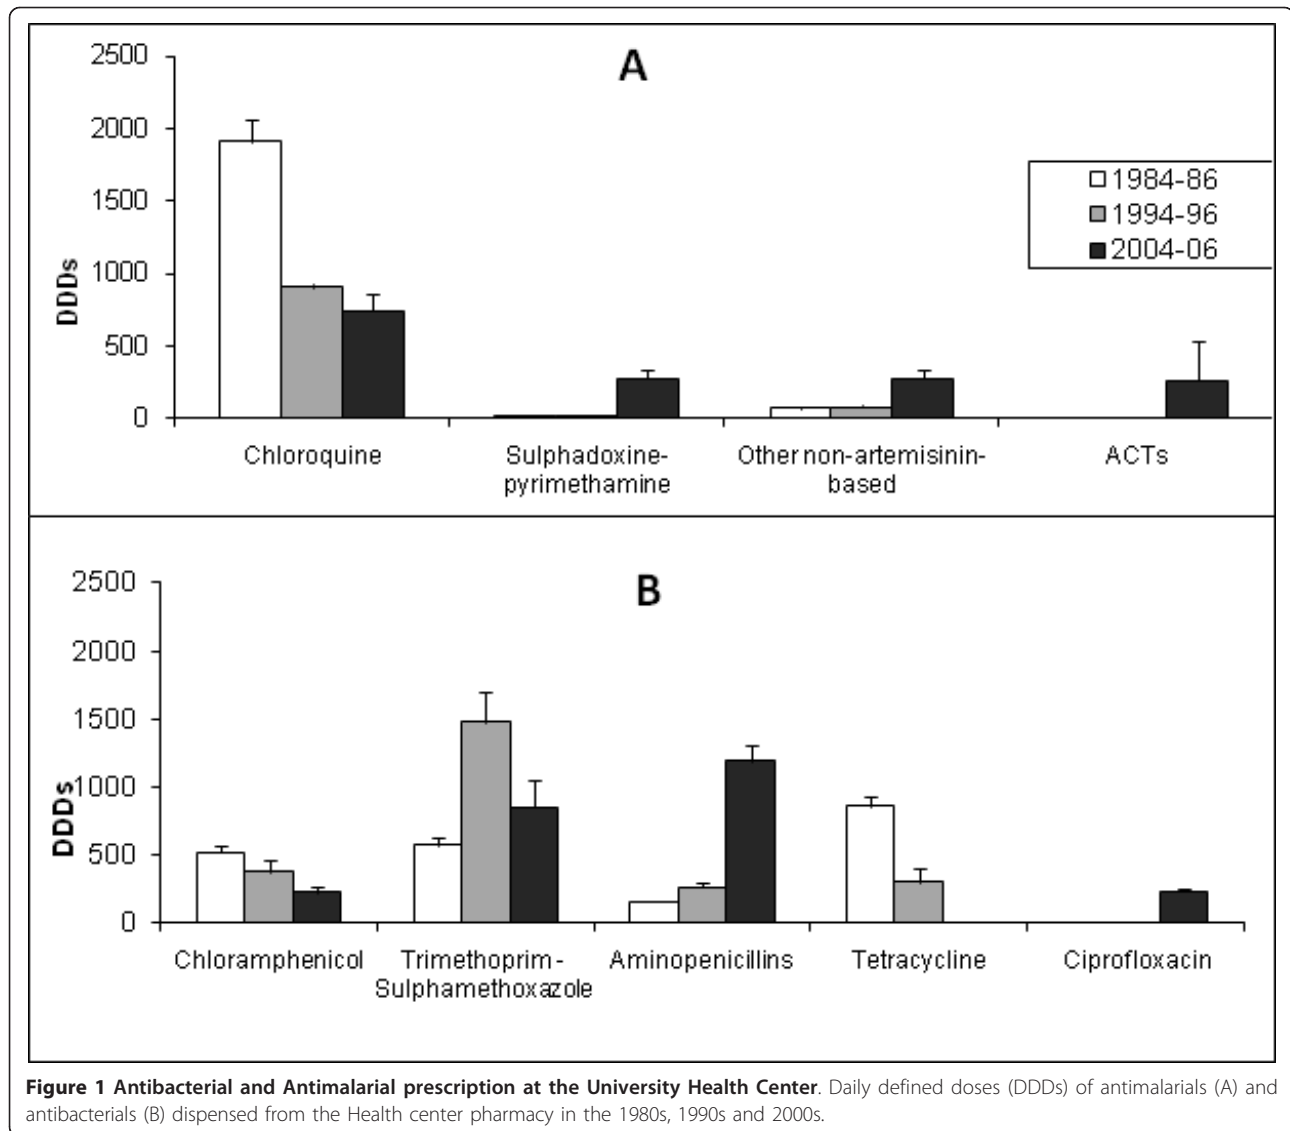 A
2500
2000
1500
1000
500
0
DDDs
1984-86
1994-96
2004-06
Chloroquine
Sulphadoxine-
pyrimethamine
Other non-artemisinin-
based
ACTs
B
2500
2000
1500
1000
500
0
DDDs
Chloramphenicol
Trimethoprim-
Sulphamethoxazole
Aminopenicillins
Tetracycline
Ciprofloxacin
Figure 1 Antibacterial and Antimalarial prescription at the University Health Center. Daily defined doses (DDDs) of antimalarials (A) and
antibacterials (B) dispensed from the Health center pharmacy in the 1980s, 1990s and 2000s.